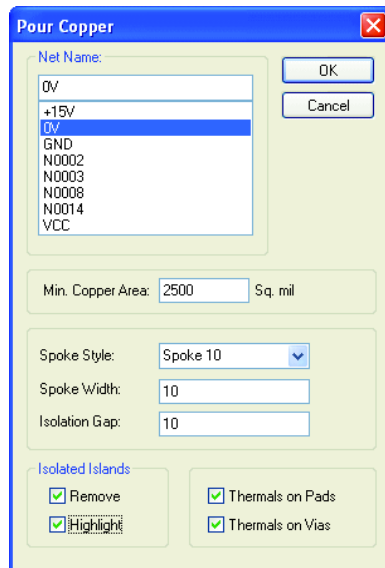 Pour Copper
Net Name:
0V
OK
Cancel
+15V
0V
GND
N0002
N0003
N0008
N0014
VCC
Min. Copper Area: 2500 Sq. mil
Spoke Style: Spoke 10
Spoke Width: 10
Isolation Gap: 10
Isolated Islands
Remove
Highlight
Thermals on Pads
Thermals on Vias